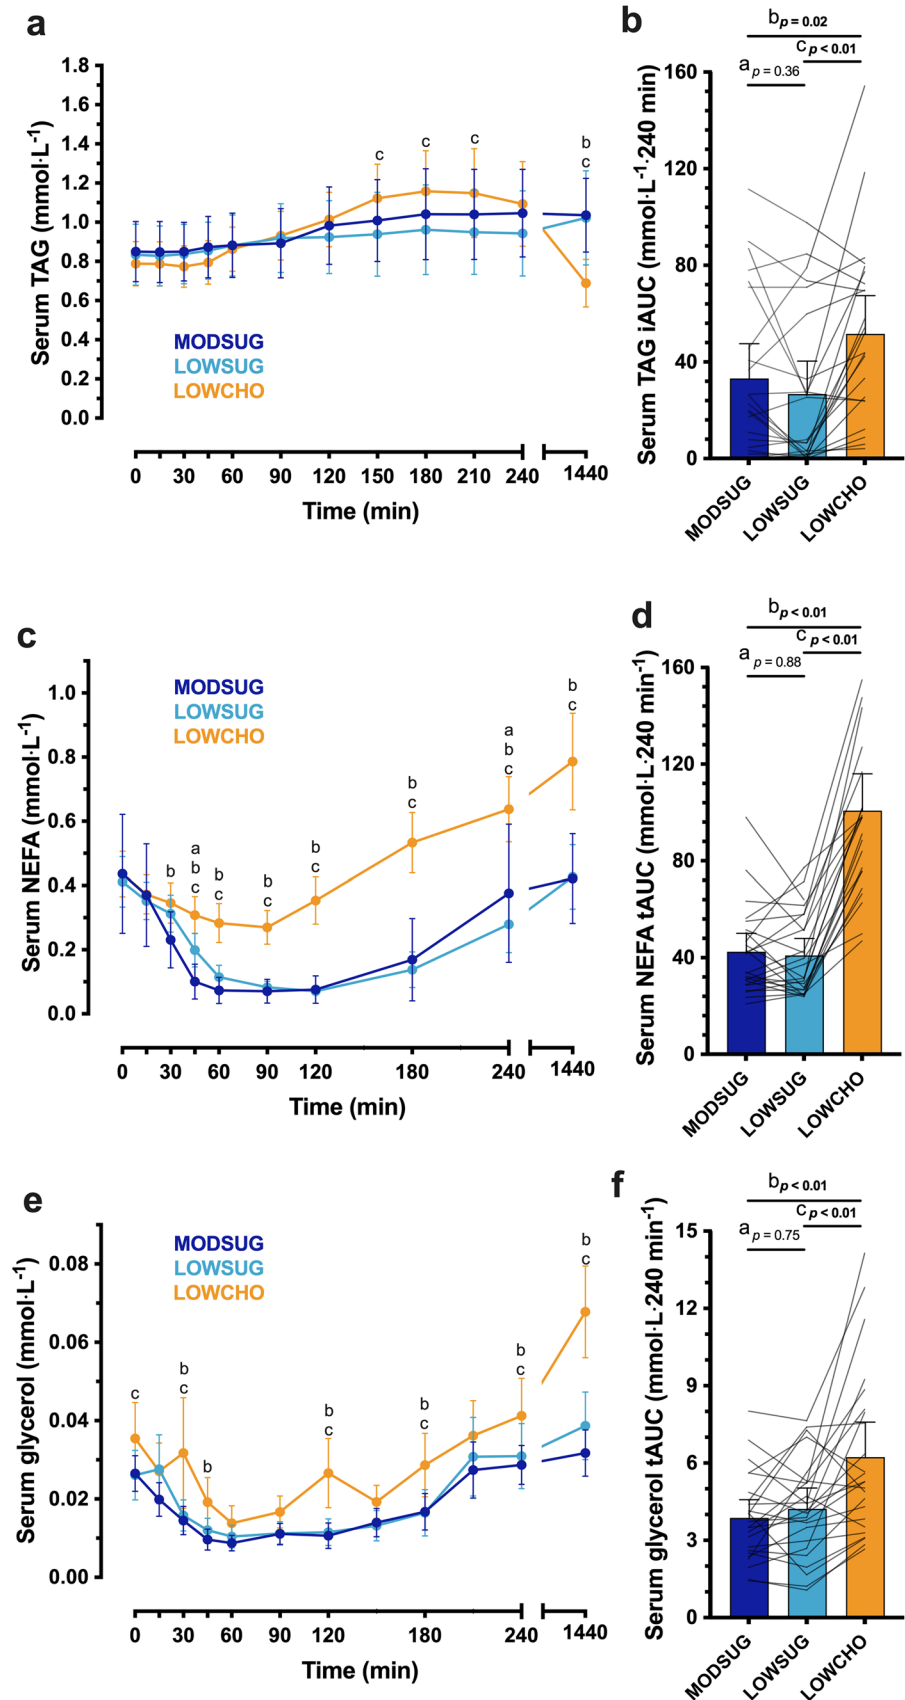 a
Serum TAG (mmol·L⁻¹)
1.8
1.6
1.4
1.2
1.0
0.8
0.6
0.4
0.2
0.0
c
c
c
b
c
MODSUG
LOWSUG
LOWCHO
0 30 60 90 120 150 180 210 240 1440
Time (min)
b
b p = 0.02
c p < 0.01
a p = 0.36
Serum TAG iAUC (mmol·L⁻¹·240 min)
160
120
80
40
0
MODSUG
LOWSUG
LOWCHO
c
Serum NEFA (mmol·L⁻¹)
1.0
0.8
0.6
0.4
0.2
0.0
MODSUG
LOWSUG
LOWCHO
b
a
b
c
b
c
b
c
b
c
b
c
a
b
c
b
c
0 30 60 90 120 180 240 1440
Time (min)
d
b p < 0.01
c p < 0.01
a p = 0.88
Serum NEFA tAUC (mmol·L·240 min⁻¹)
160
120
80
40
0
MODSUG
LOWSUG
LOWCHO
e
Serum glycerol (mmol·L⁻¹)
0.08
0.06
0.04
0.02
0.00
MODSUG
LOWSUG
LOWCHO
c
b
c
b
b
c
b
c
b
c
b
c
0 30 60 90 120 180 240 1440
Time (min)
f
b p < 0.01
c p < 0.01
a p = 0.75
Serum glycerol tAUC (mmol·L·240 min⁻¹)
15
12
9
6
3
0
MODSUG
LOWSUG
LOWCHO